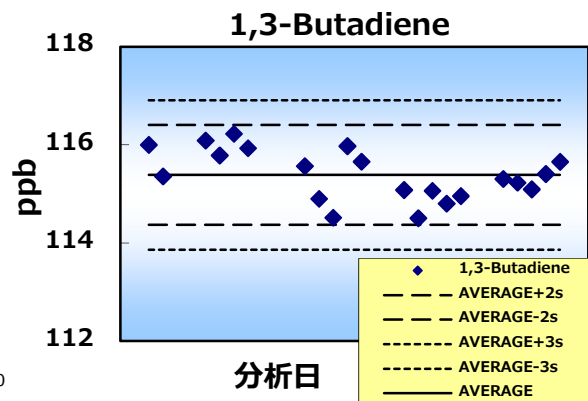 1,3-Butadiene
118
116
114
112
ppb
分析日
1,3-Butadiene
AVERAGE+2s
AVERAGE-2s
AVERAGE+3s
AVERAGE-3s
AVERAGE
0